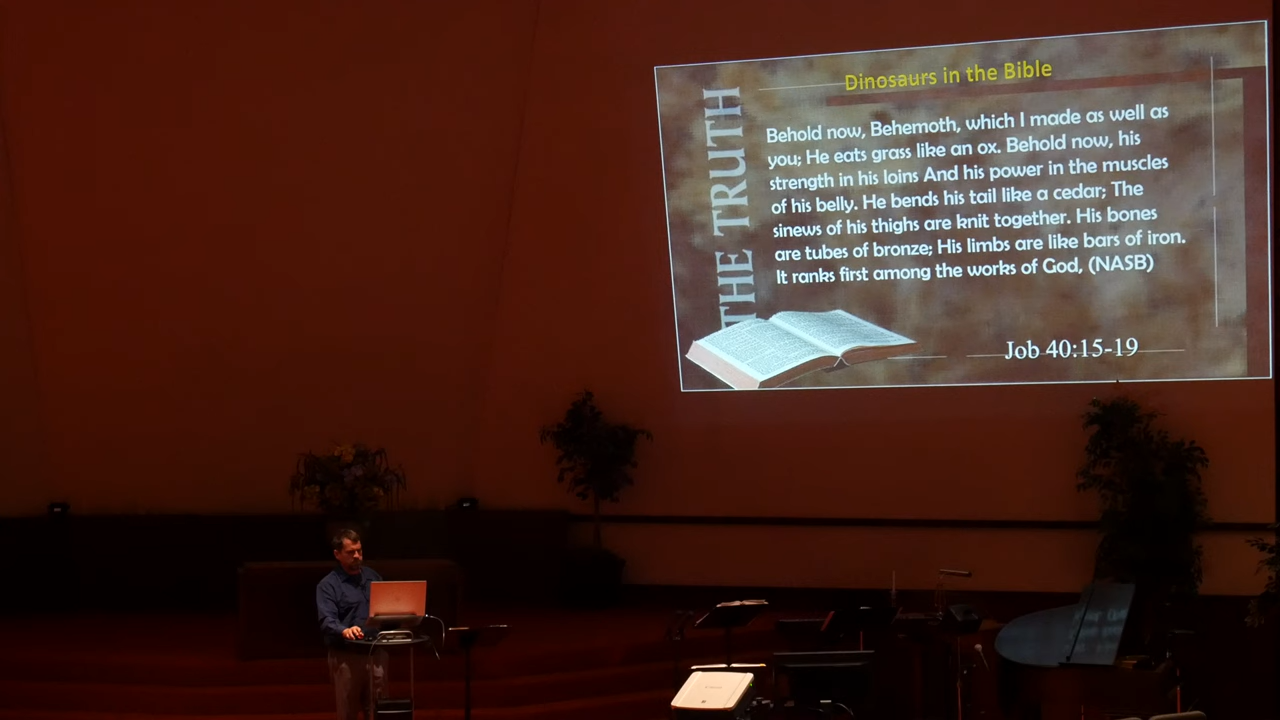 Dinosaurs in the Bible
THE TRUTH
Behold now, Behemoth, which I made as well as
you; He eats grass like an ox. Behold now, his
strength in his loins And his power in the muscles
of his belly. He bends his tail like a cedar; The
sinews of his thighs are knit together. His bones
are tubes of bronze; His limbs are like bars of iron.
It ranks first among the works of God, (NASB)
Job 40:15-19